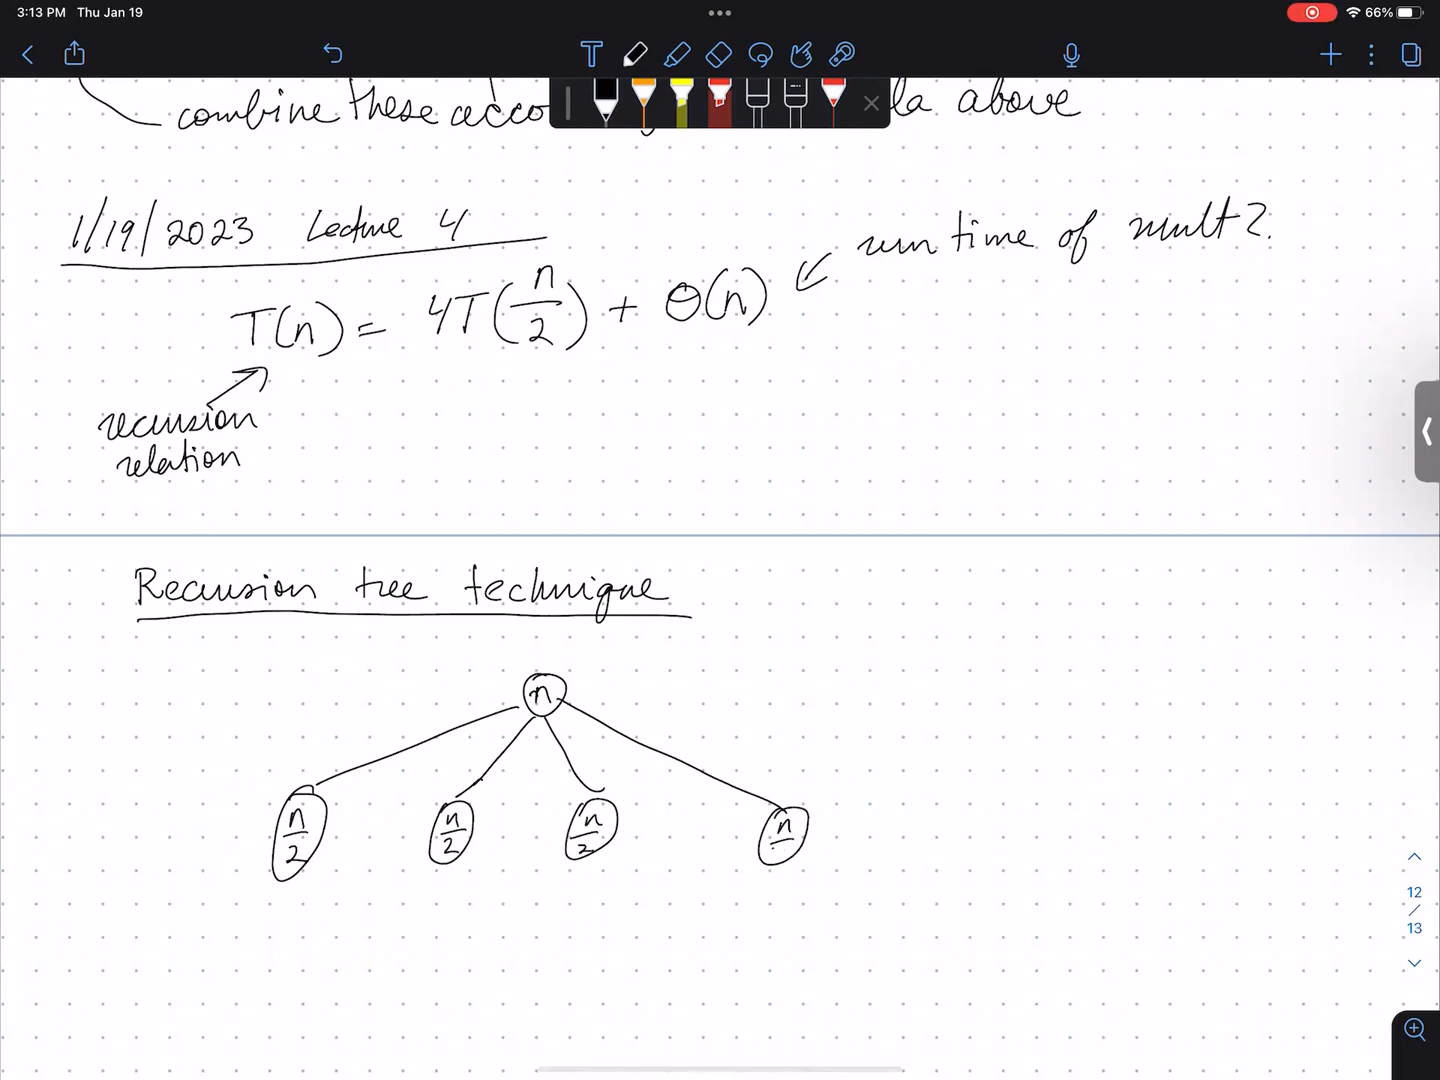 3:13 PM Thu Jan 19
66%
combine these acco la above
1/19/2023 Lecture 4
run time of mult?
T(n) = 4T(n/2) + Θ(n)
recursion
relation
Recursion tree technique
n
n/2 n/2 n/2 n
12
/
13